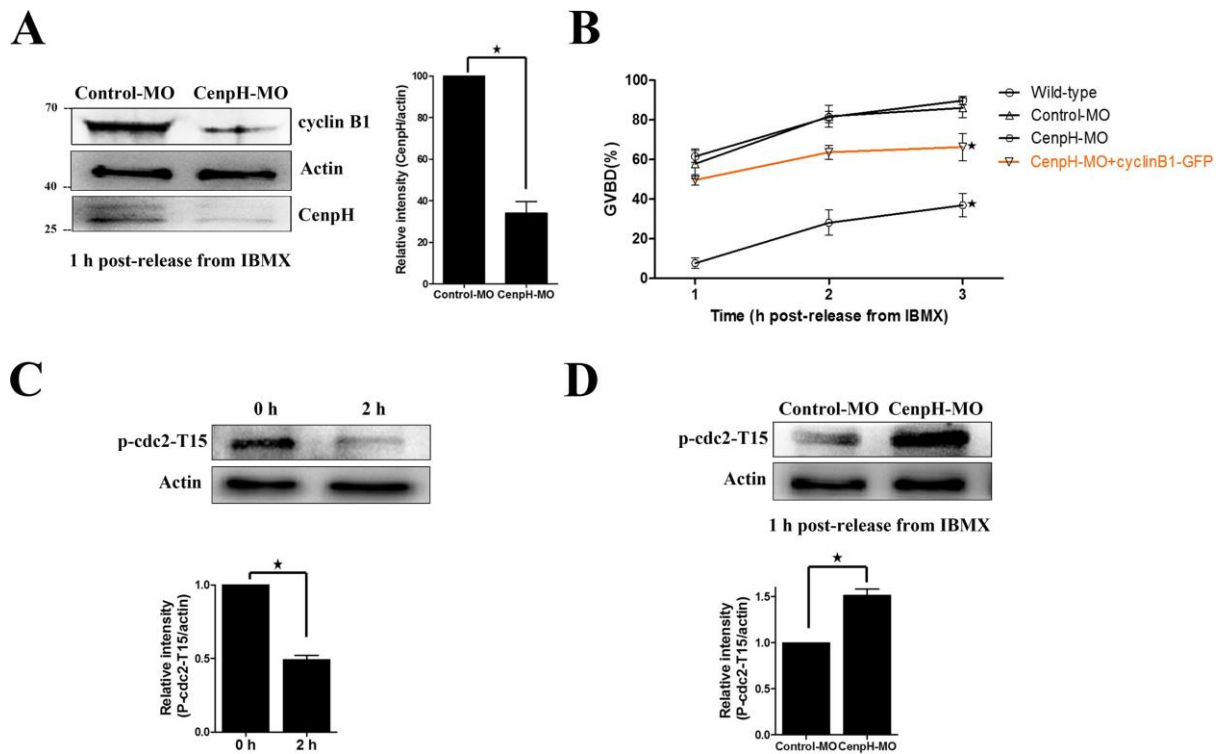 A
Control-MO CenpH-MO
70
cyclin B1
Actin
40
CenpH
25
1 h post-release from IBMX
Relative intensity (CenpH/actin)
100
80
60
40
20
0
★
Control-MO CenpH-MO
B
GVBD(%)
100
80
60
40
20
0
1 2 3
Time (h post-release from IBMX)
Wild-type
Control-MO
CenpH-MO
CenpH-MO+cyclinB1-GFP
★
★
C
0 h 2 h
p-cdc2-T15
Actin
Relative intensity
(P-cdc2-T15/actin)
1.0
0.5
0.0
★
0 h 2 h
D
Control-MO CenpH-MO
p-cdc2-T15
Actin
1 h post-release from IBMX
Relative intensity
(P-cdc2-T15/actin)
1.5
1.0
0.5
0.0
★
Control-MO CenpH-MO